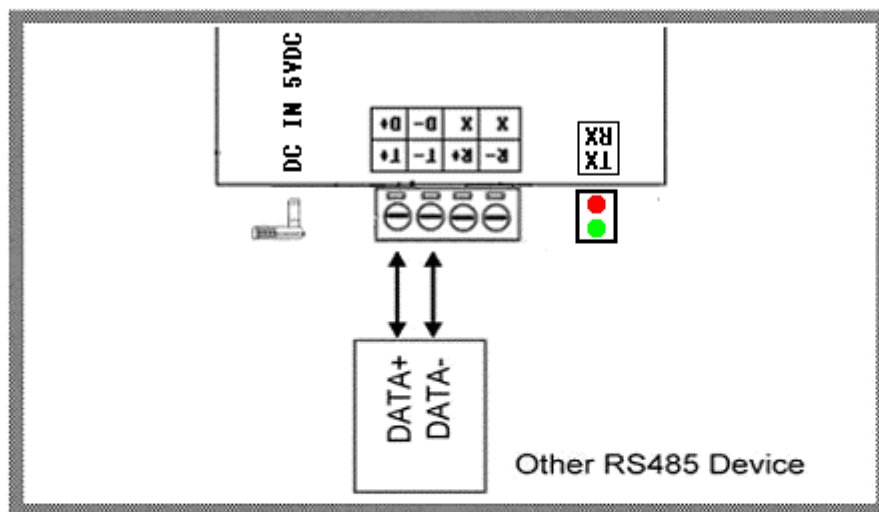 DC IN 5VDC
D+ D- X X
T+ T- R+ R-
TX
RX
DATA+
DATA-
Other RS485 Device